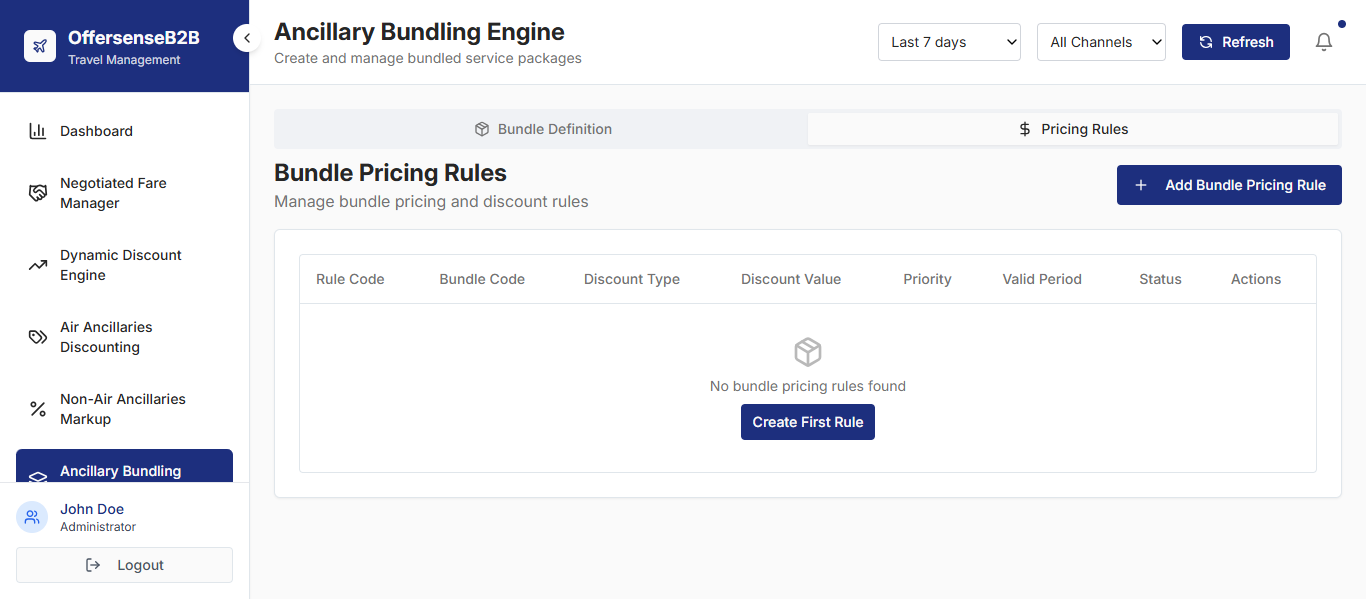 OffersenseB2B
Travel Management
Dashboard
Negotiated Fare
Manager
Dynamic Discount
Engine
Air Ancillaries
Discounting
Non-Air Ancillaries
Markup
Ancillary Bundling
John Doe
Administrator
Logout
Ancillary Bundling Engine
Create and manage bundled service packages
Last 7 days
All Channels
Refresh
Bundle Definition
Pricing Rules
Bundle Pricing Rules
Manage bundle pricing and discount rules
Add Bundle Pricing Rule
Rule Code Bundle Code Discount Type Discount Value Priority Valid Period Status Actions
No bundle pricing rules found
Create First Rule